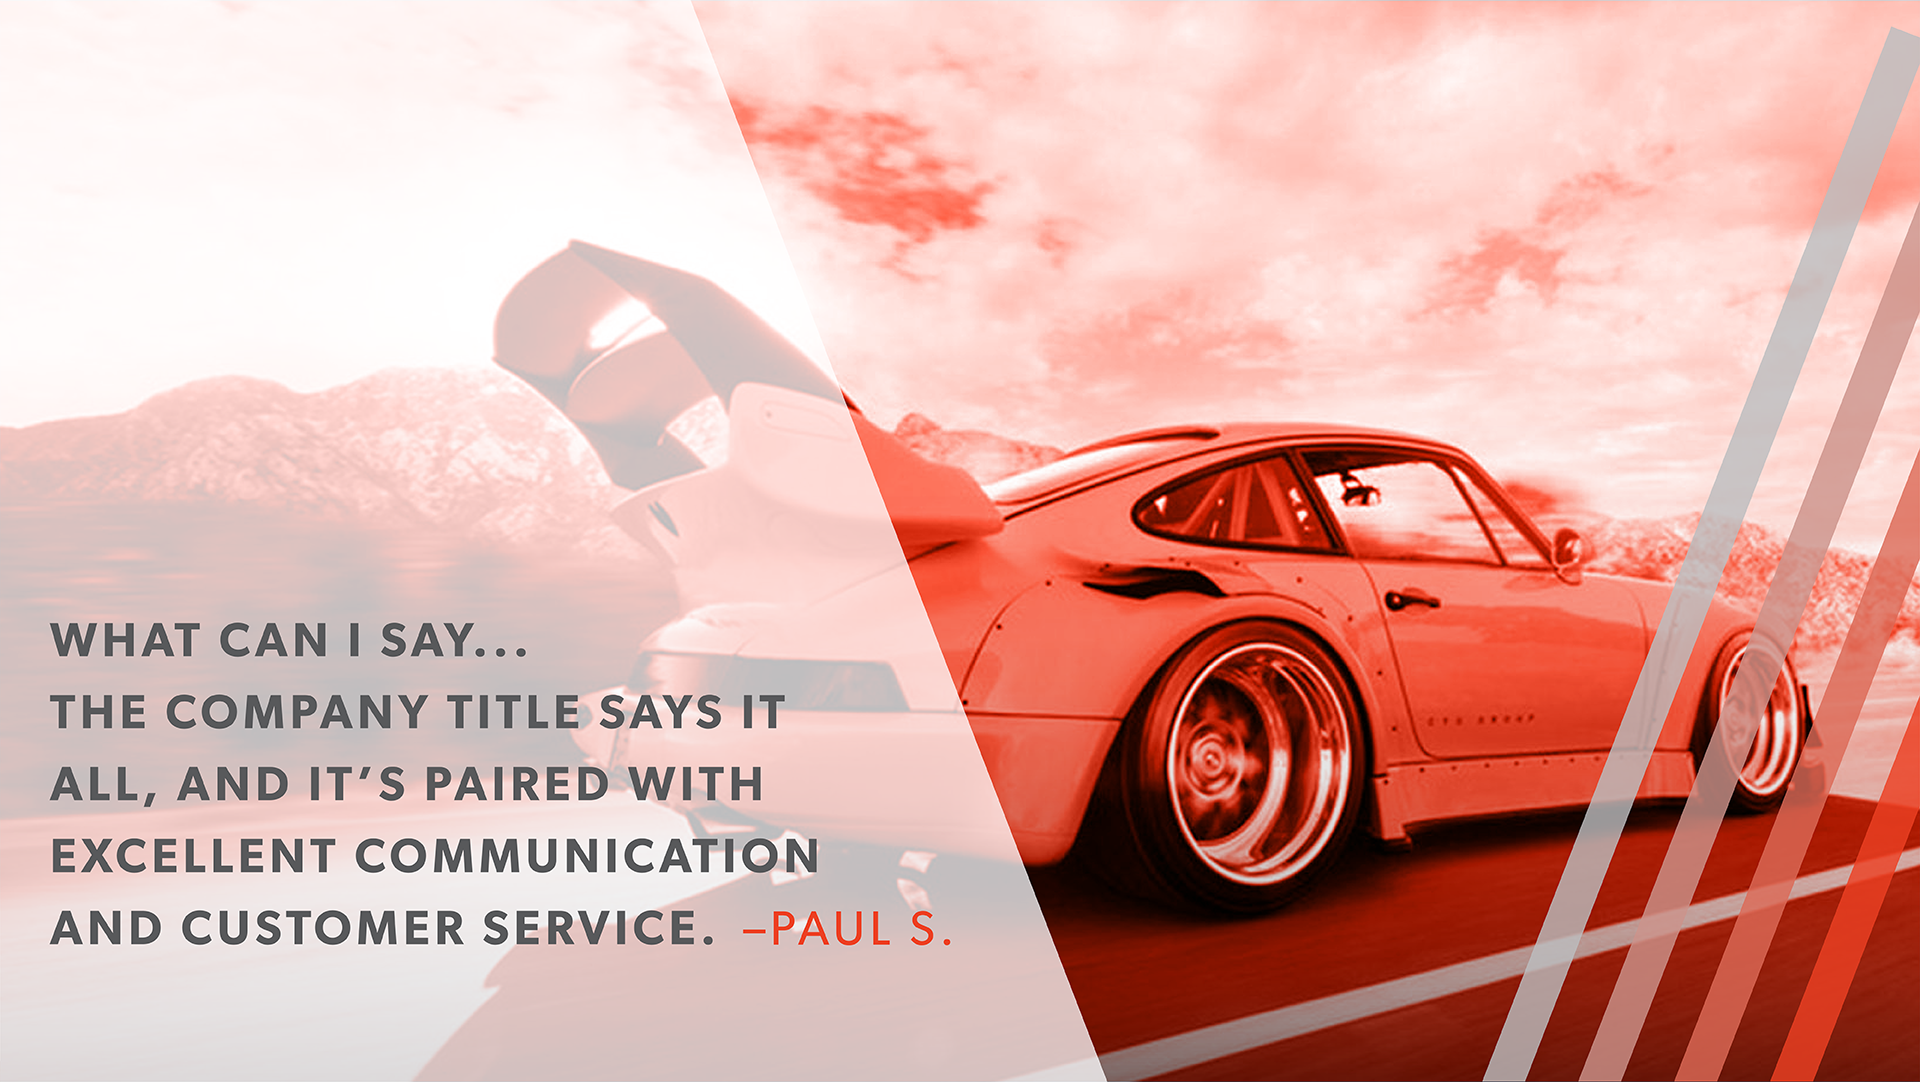 WHAT CAN I SAY...
THE COMPANY TITLE SAYS IT
ALL, AND IT’S PAIRED WITH
EXCELLENT COMMUNICATION
AND CUSTOMER SERVICE. –PAUL S.